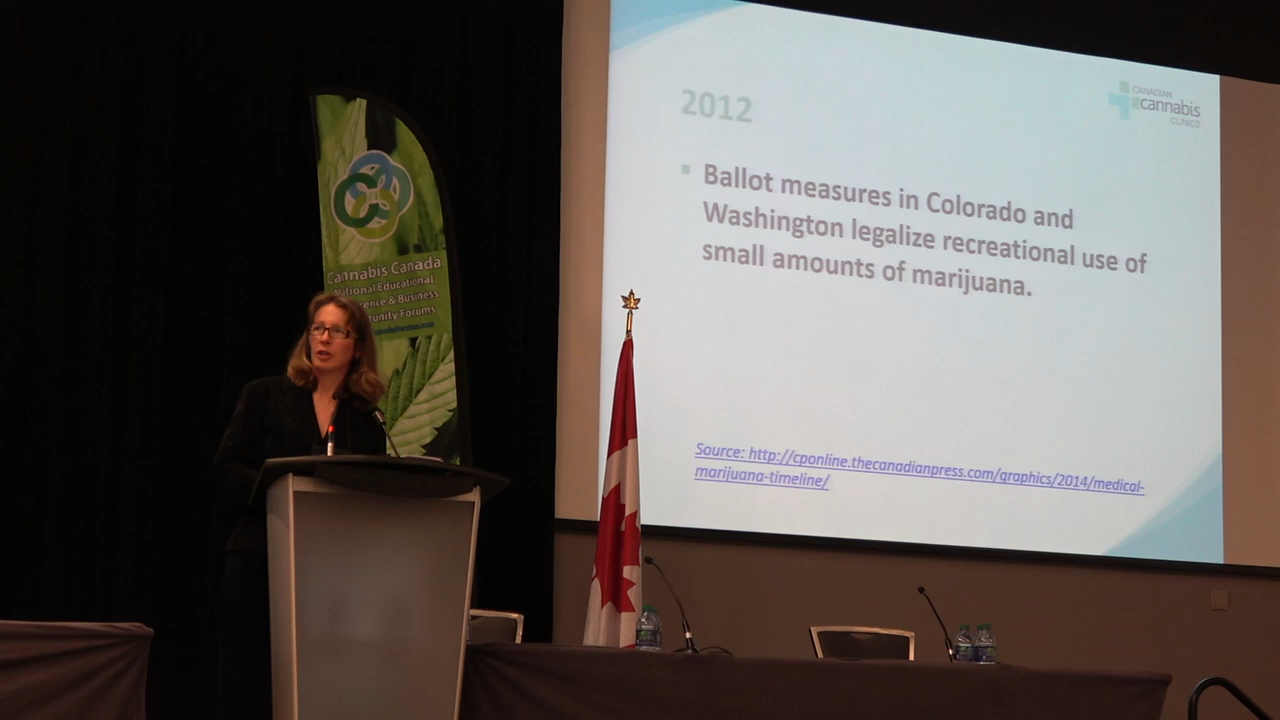 2012
CANADIAN
cannabis
CLINICS
Ballot measures in Colorado and
Washington legalize recreational use of
small amounts of marijuana.
Source: http://cponline.thecanadianpress.com/graphics/2014/medical-
marijuana-timeline/
Cannabis Canada
National Educational
& Business
Forums